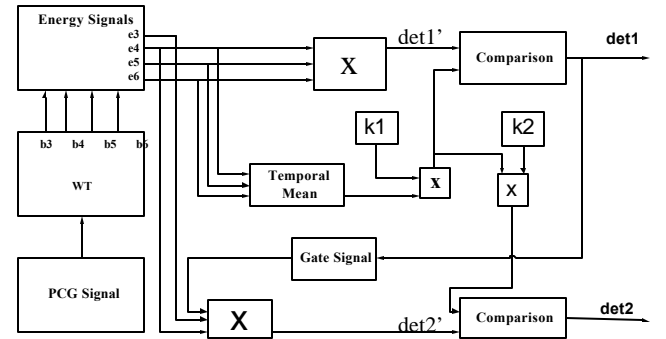 Energy Signals
e3
e4
e5
e6
X
det1’
Comparison
det1
k1
k2
b3 b4 b5 b6
WT
Temporal
Mean
x
x
Gate Signal
PCG Signal
X
det2’
Comparison
det2